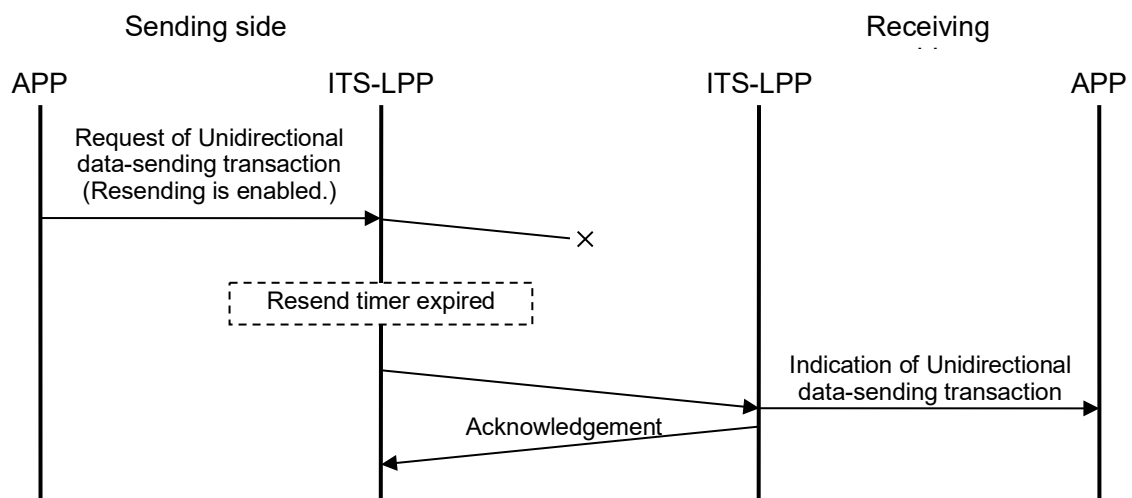 Sending side
Receiving
APP
ITS-LPP
ITS-LPP
APP
Request of Unidirectional
data-sending transaction
(Resending is enabled.)
Resend timer expired
Indication of Unidirectional
data-sending transaction
Acknowledgement